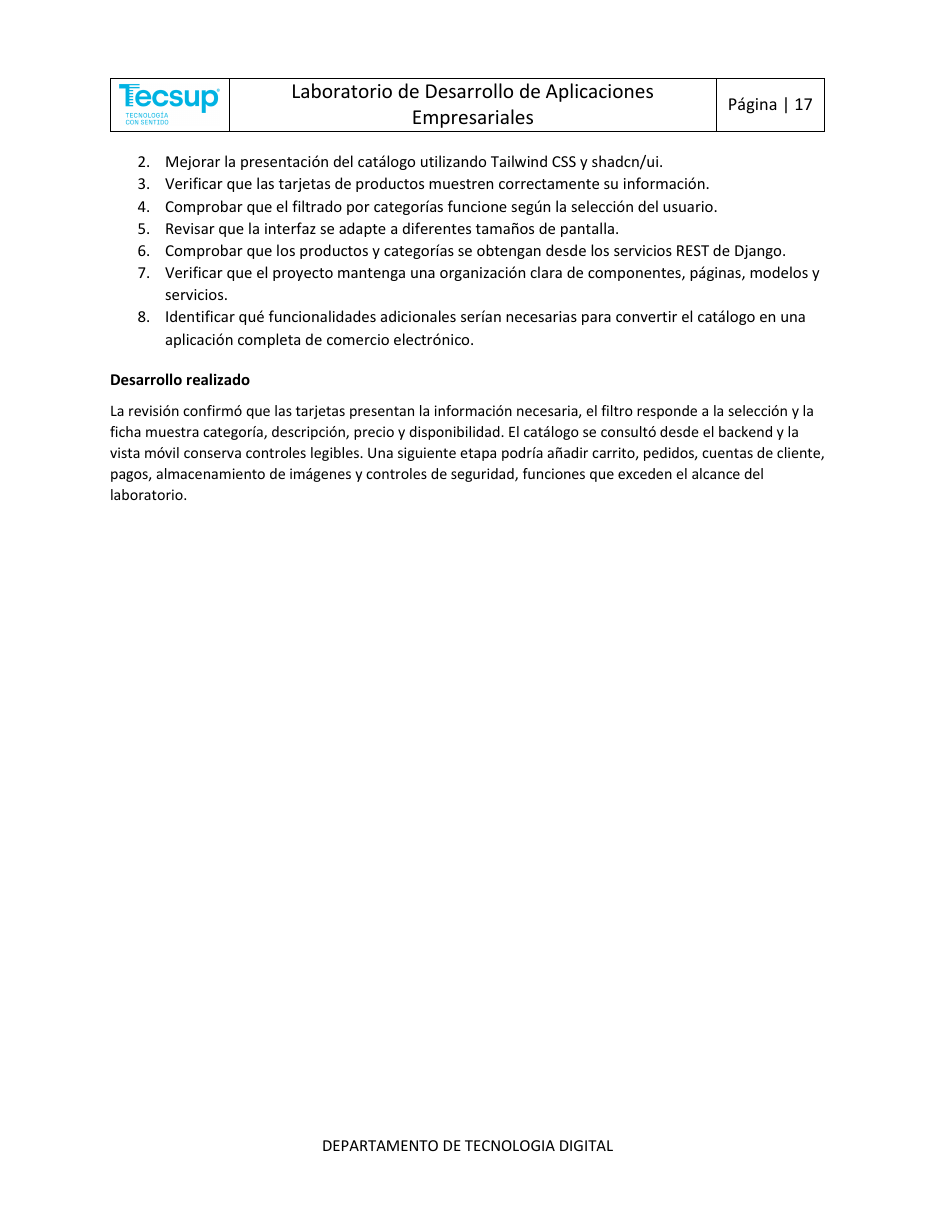 Tecsup
TECNOLOGÍA
CON SENTIDO
Laboratorio de Desarrollo de Aplicaciones
Empresariales
Página | 17
2. Mejorar la presentación del catálogo utilizando Tailwind CSS y shadcn/ui.
3. Verificar que las tarjetas de productos muestren correctamente su información.
4. Comprobar que el filtrado por categorías funcione según la selección del usuario.
5. Revisar que la interfaz se adapte a diferentes tamaños de pantalla.
6. Comprobar que los productos y categorías se obtengan desde los servicios REST de Django.
7. Verificar que el proyecto mantenga una organización clara de componentes, páginas, modelos y
servicios.
8. Identificar qué funcionalidades adicionales serían necesarias para convertir el catálogo en una
aplicación completa de comercio electrónico.
Desarrollo realizado
La revisión confirmó que las tarjetas presentan la información necesaria, el filtro responde a la selección y la
ficha muestra categoría, descripción, precio y disponibilidad. El catálogo se consultó desde el backend y la
vista móvil conserva controles legibles. Una siguiente etapa podría añadir carrito, pedidos, cuentas de cliente,
pagos, almacenamiento de imágenes y controles de seguridad, funciones que exceden el alcance del
laboratorio.
DEPARTAMENTO DE TECNOLOGIA DIGITAL